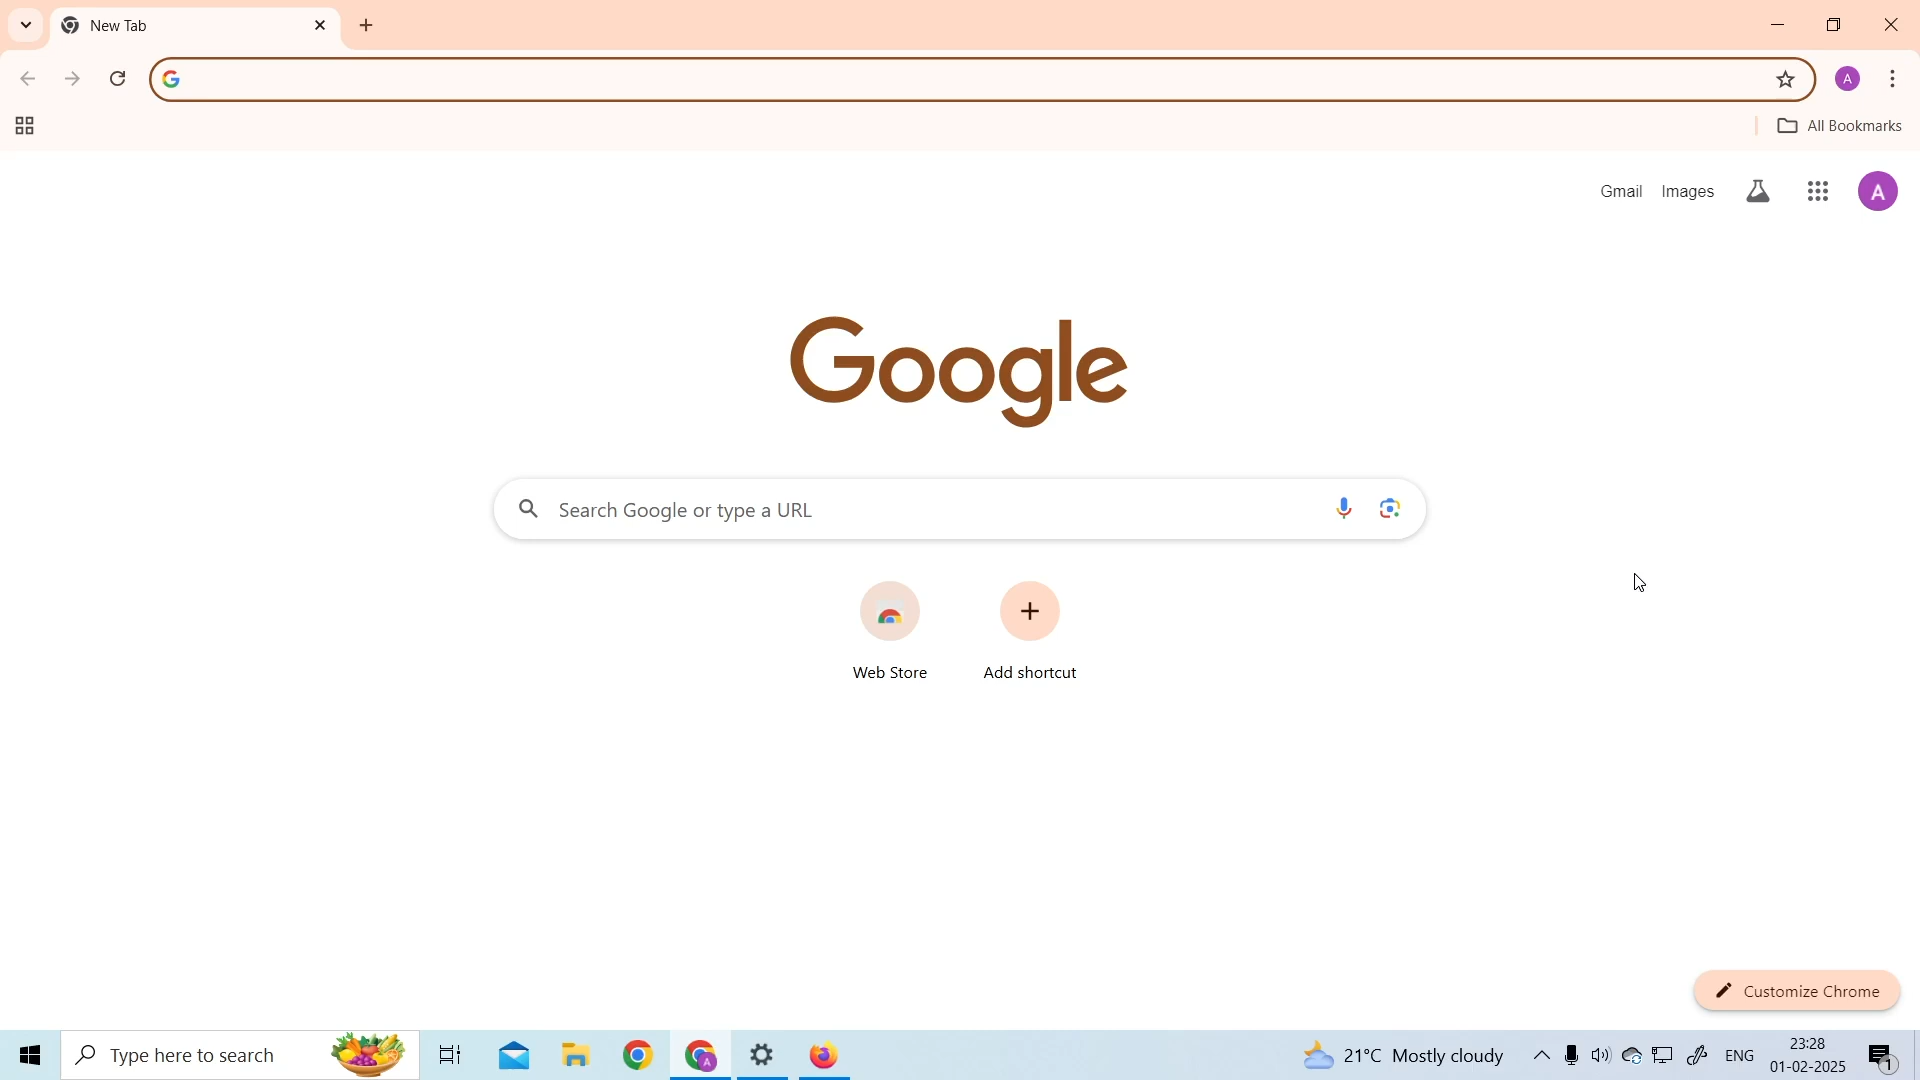 New Tab
All Bookmarks
Gmail Images
A
A
Google
Search Google or type a URL
Web Store Add shortcut
Customize Chrome
Type here to search
A
21°C Mostly cloudy
ENG
23:28
01-02-2025
1